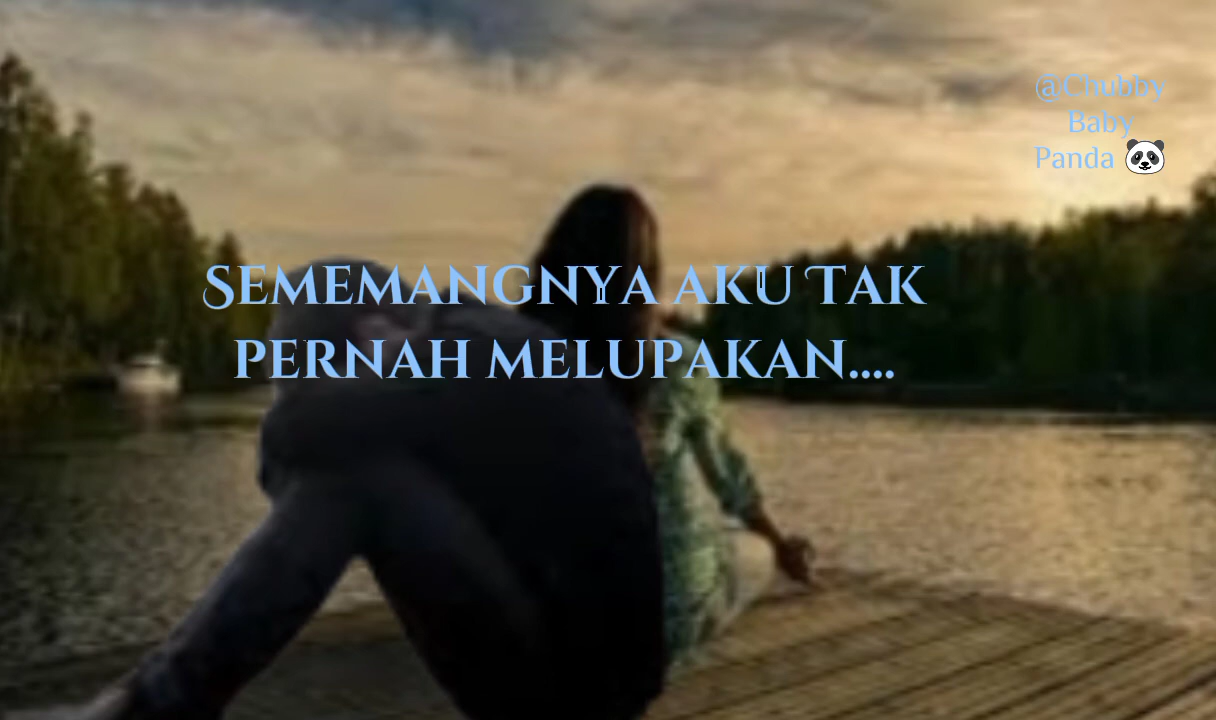 @Chubby
Baby
Panda 🐼
Sememangnya aku Tak
pernah melupakan....